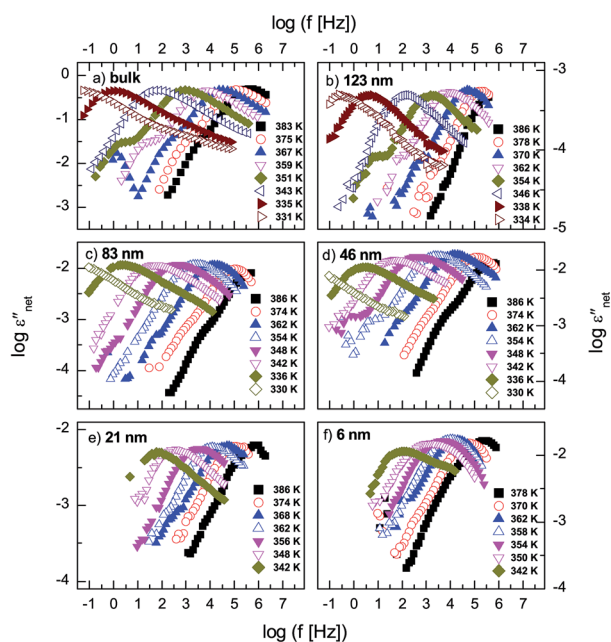 log (f [Hz])
-1 0 1 2 3 4 5 6 7
-1 0 1 2 3 4 5 6 7
0
-1
-2
-3
a) bulk
383 K
375 K
367 K
359 K
351 K
343 K
335 K
331 K
b) 123 nm
386 K
378 K
370 K
362 K
354 K
346 K
338 K
334 K
-3
-4
-5
log ε''net
-2
-3
-4
c) 83 nm
386 K
374 K
362 K
354 K
348 K
342 K
336 K
330 K
d) 46 nm
386 K
374 K
362 K
354 K
348 K
342 K
336 K
330 K
-2
-3
-4
log ε''net
-2
-3
-4
e) 21 nm
386 K
374 K
368 K
362 K
356 K
348 K
342 K
f) 6 nm
378 K
370 K
362 K
358 K
354 K
350 K
342 K
-2
-3
-4
-1 0 1 2 3 4 5 6 7
-1 0 1 2 3 4 5 6 7
log (f [Hz])